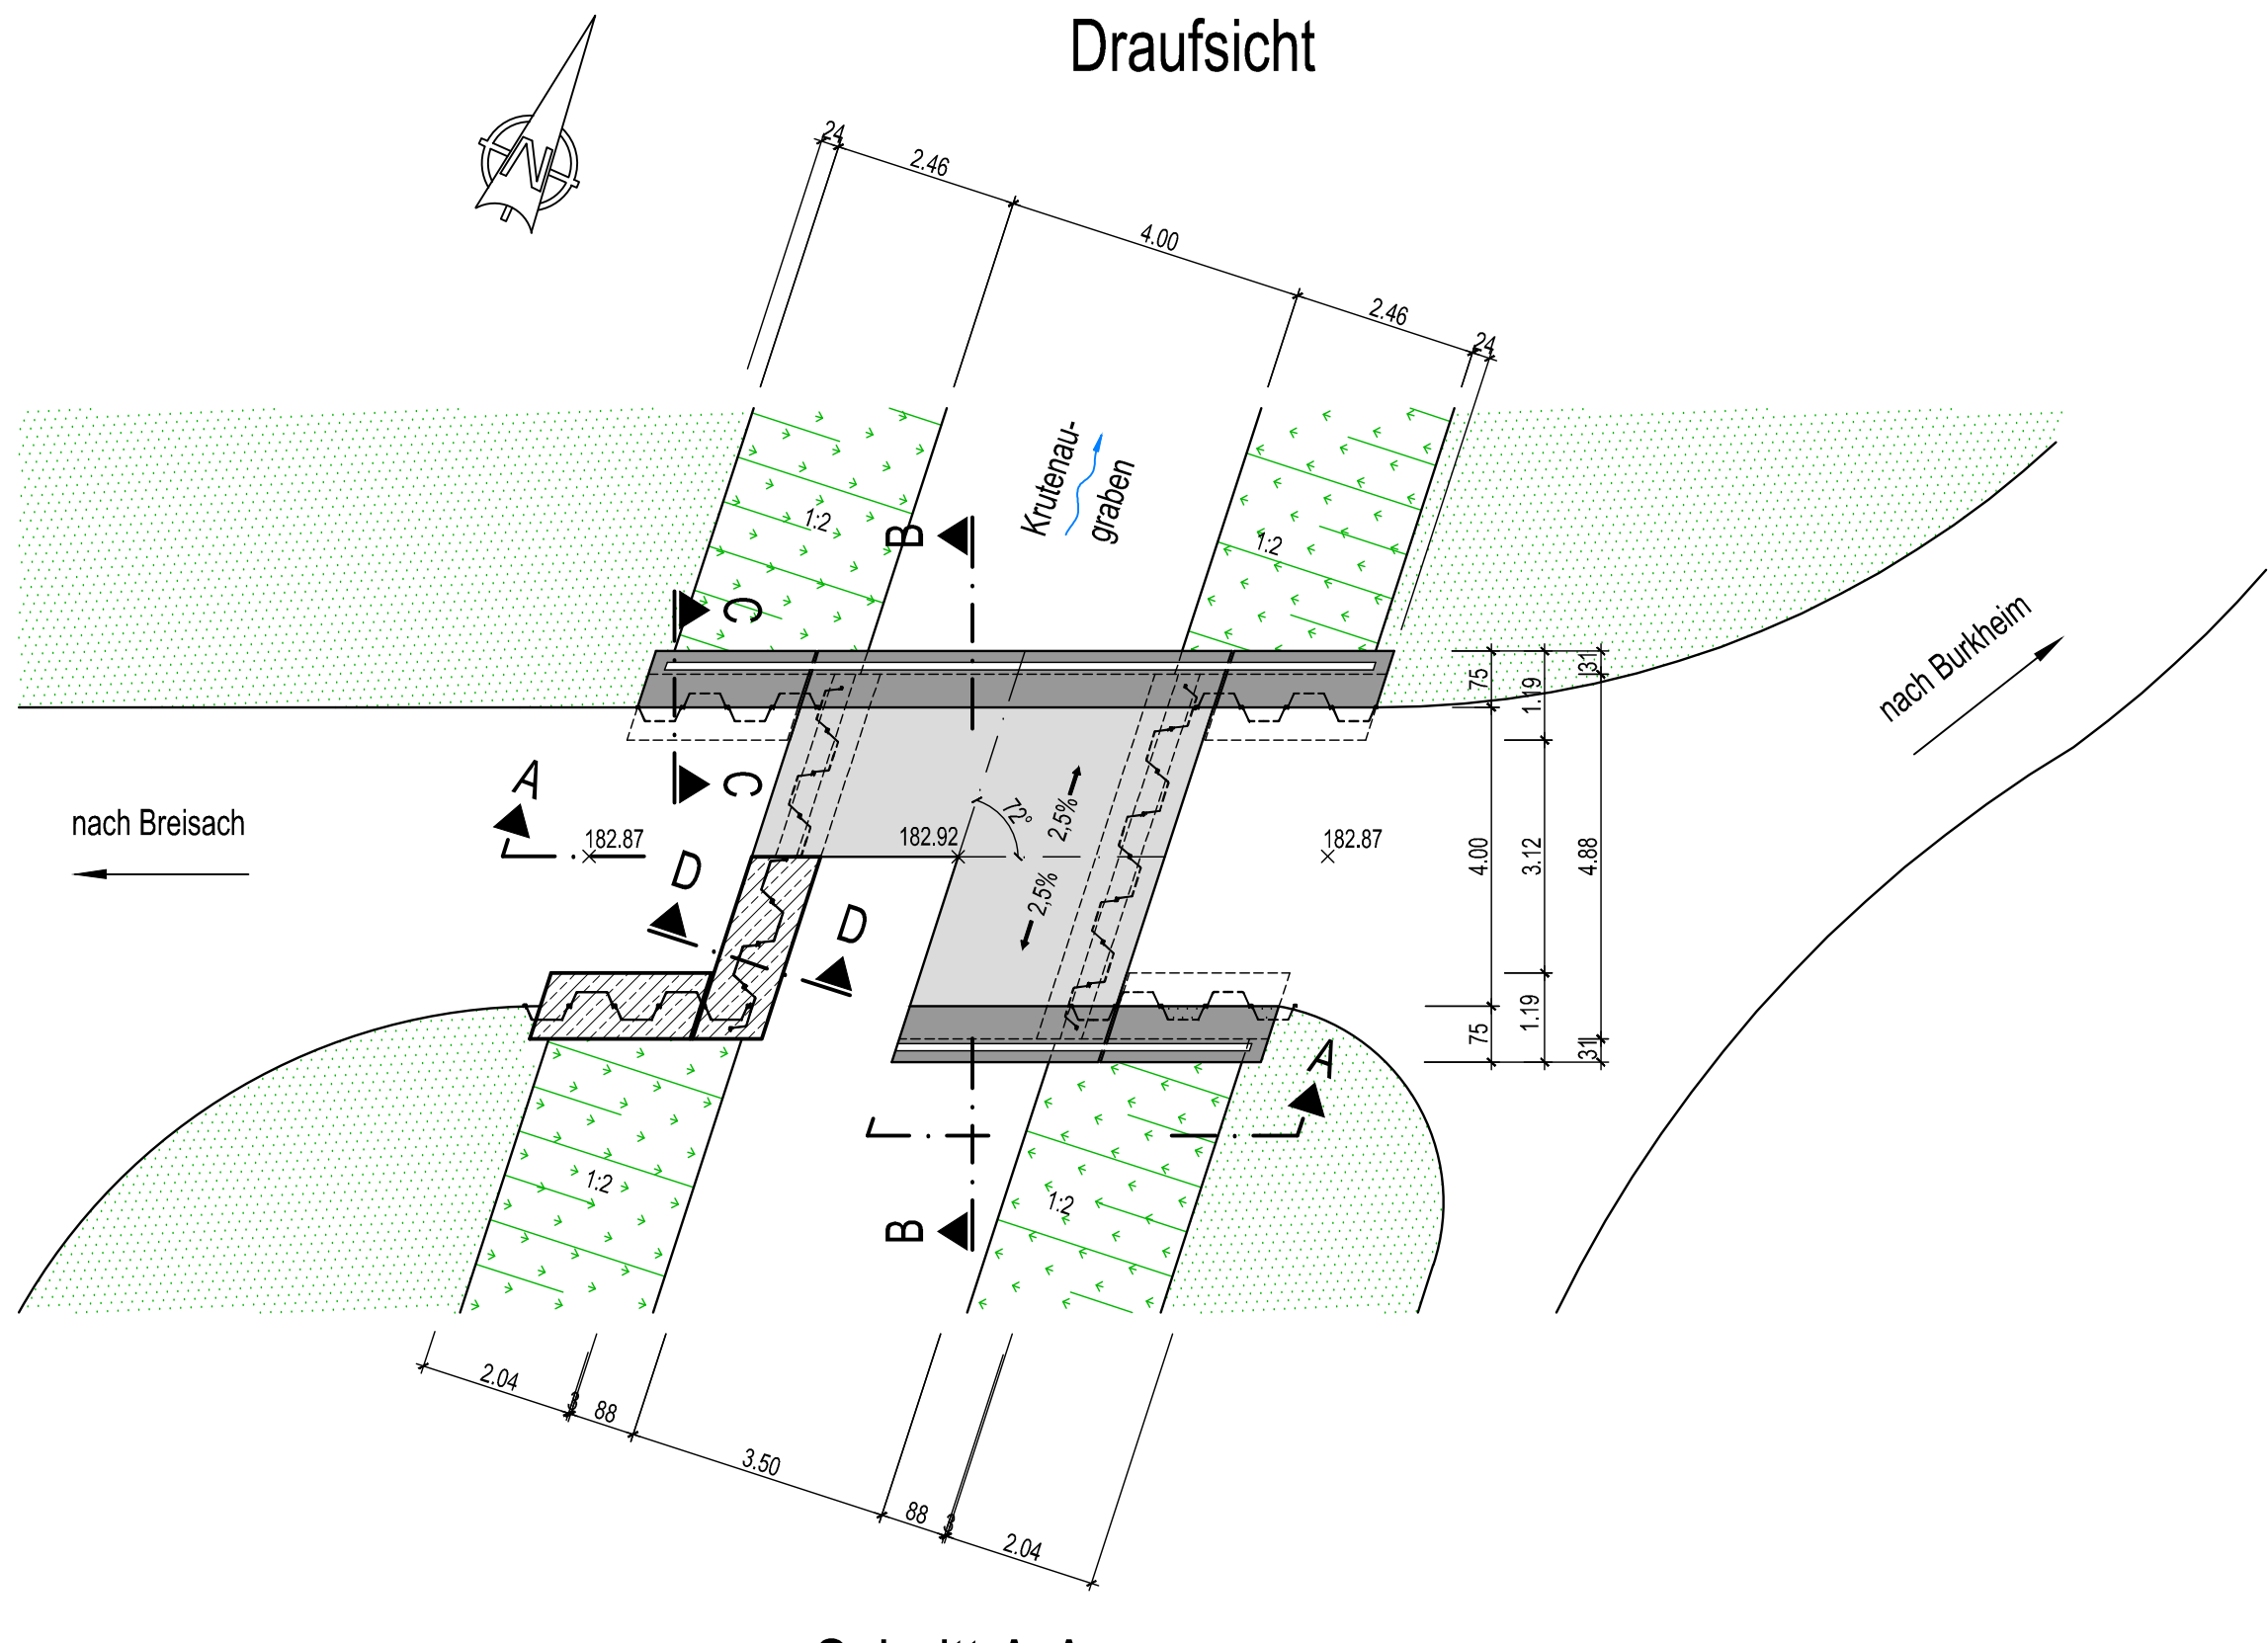 Draufsicht
N
24
2.46
4.00
2.46
24
Krutenau-
graben
1:2
1:2
B
C
C
nach Burkheim
75
1.19
31
A
nach Breisach
182.87
182.92
72°
2,5%
2,5%
182.87
4.00
3.12
4.88
D
D
75
1.19
31
A
1:2
1:2
B
2.04
3
88
3.50
88
3
2.04